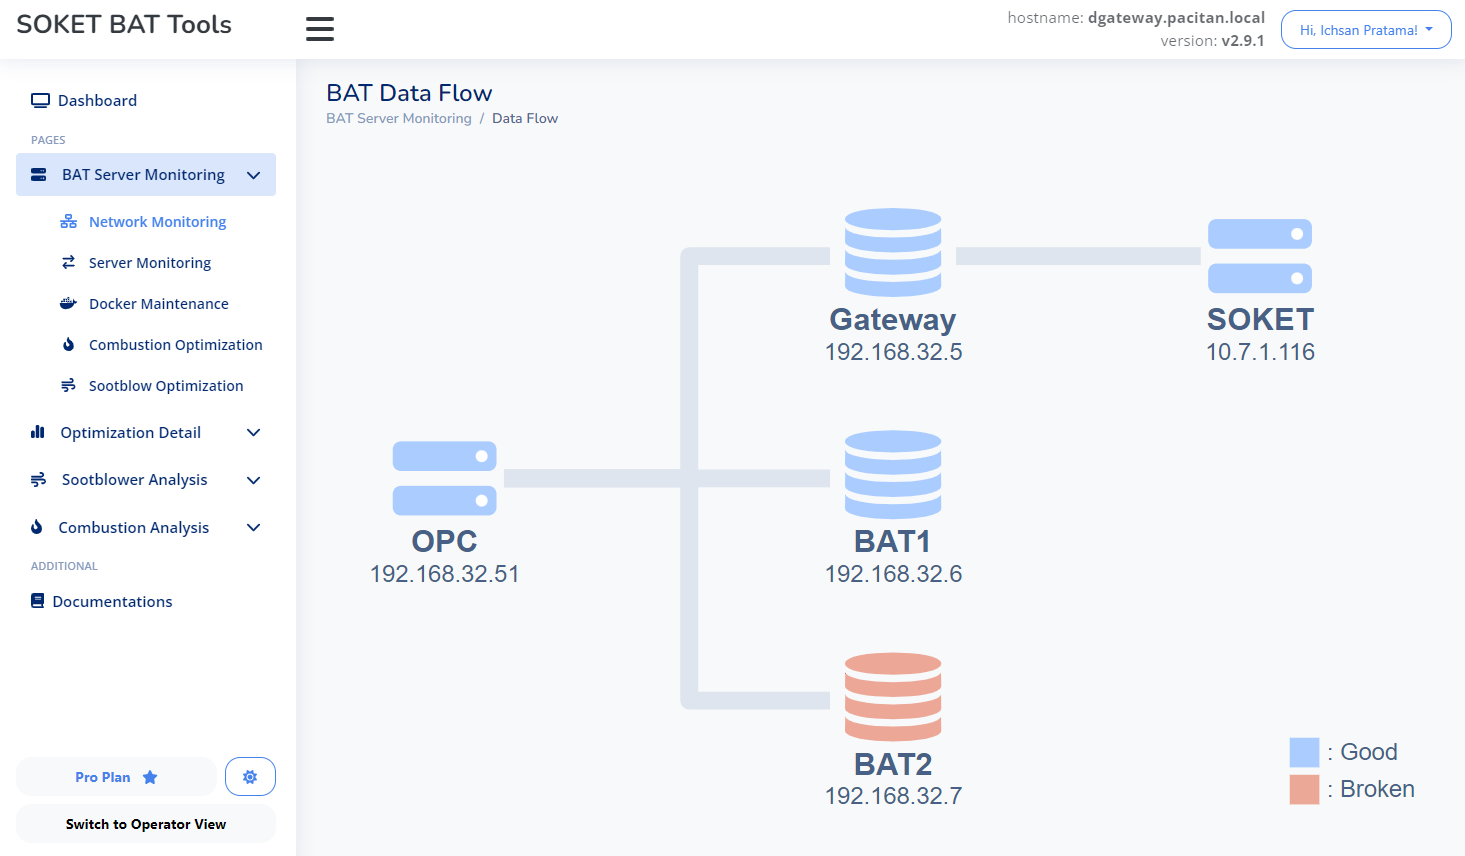 SOKET BAT Tools
hostname: dgateway.pacitan.local
version: v2.9.1
Hi, Ichsan Pratama!
Dashboard
PAGES
BAT Server Monitoring
Network Monitoring
Server Monitoring
Docker Maintenance
Combustion Optimization
Sootblow Optimization
Optimization Detail
Sootblower Analysis
Combustion Analysis
ADDITIONAL
Documentations
Pro Plan
Switch to Operator View
BAT Data Flow
BAT Server Monitoring / Data Flow
Gateway
192.168.32.5
SOKET
10.7.1.116
OPC
192.168.32.51
BAT1
192.168.32.6
BAT2
192.168.32.7
: Good
: Broken